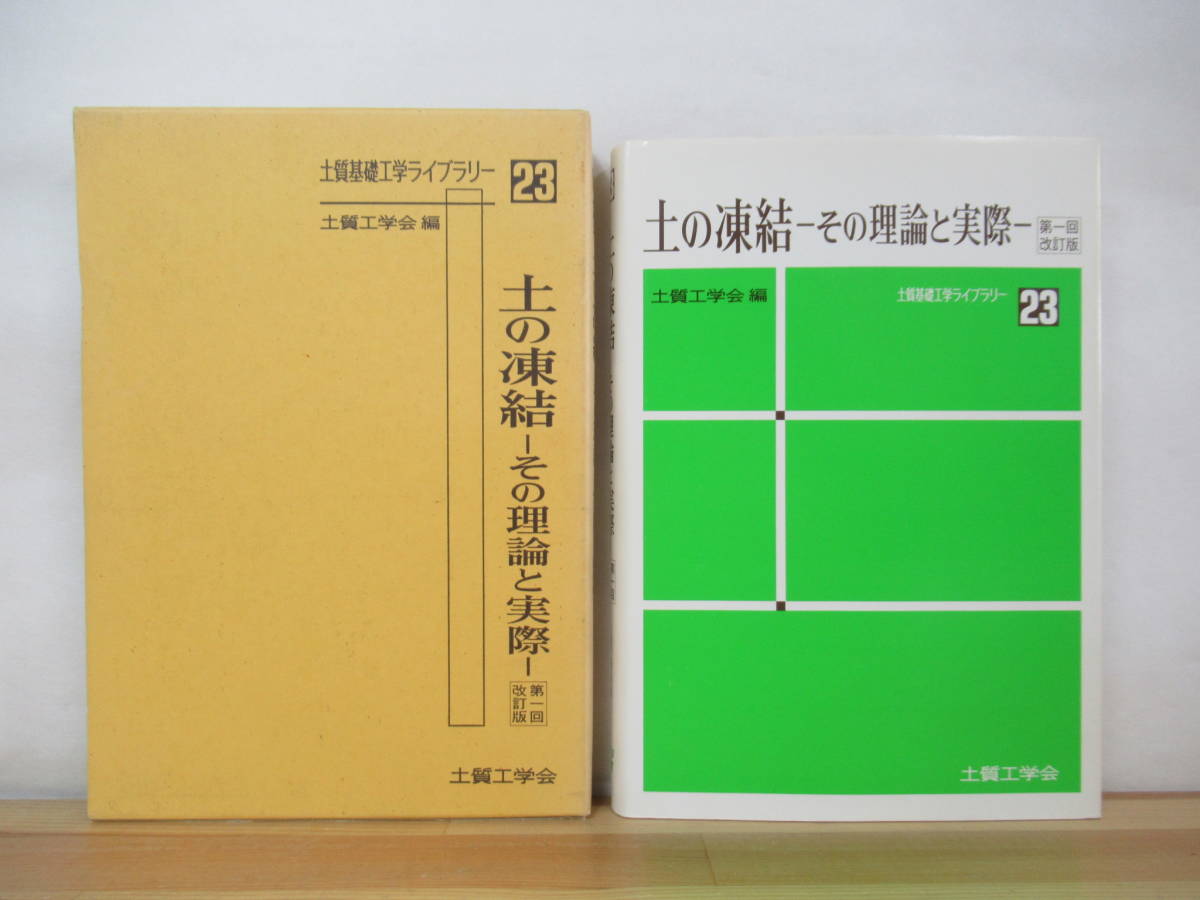 土質基礎工学ライブラリー 23
土質工学会 編
土の凍結−その理論と実際−
第一回
改訂版
土質工学会
土の凍結−その理論と実際−
第一回
改訂版
土質工学会 編
土質基礎工学ライブラリー
23
土質工学会